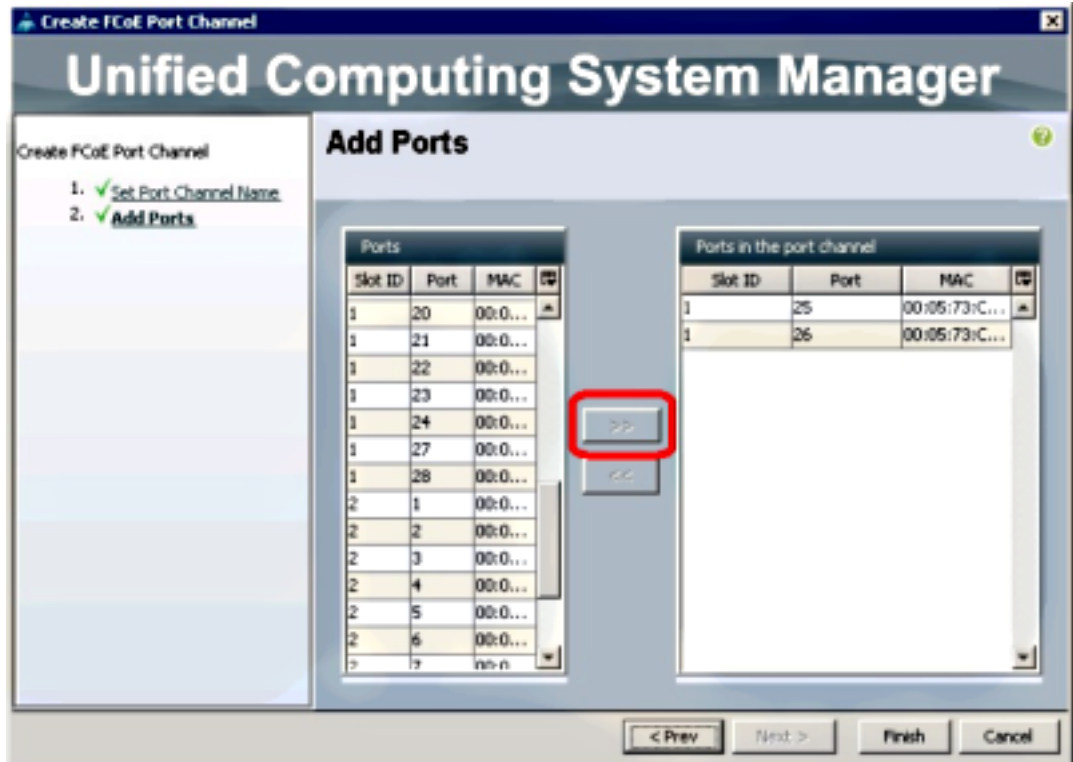 Create FCoE Port Channel
Unified Computing System Manager
Create FCoE Port Channel
1. Set Port Channel Name
2. Add Ports
Add Ports
Ports
Slot ID Port MAC
1 20 00:0...
1 21 00:0...
1 22 00:0...
1 23 00:0...
1 24 00:0...
1 27 00:0...
1 28 00:0...
2 1 00:0...
2 2 00:0...
2 3 00:0...
2 4 00:0...
2 5 00:0...
2 6 00:0...
2 7
>>
<<
Ports in the port channel
Slot ID Port MAC
1 25 00:05:73:C...
1 26 00:05:73:C...
< Prev Next > Finish Cancel